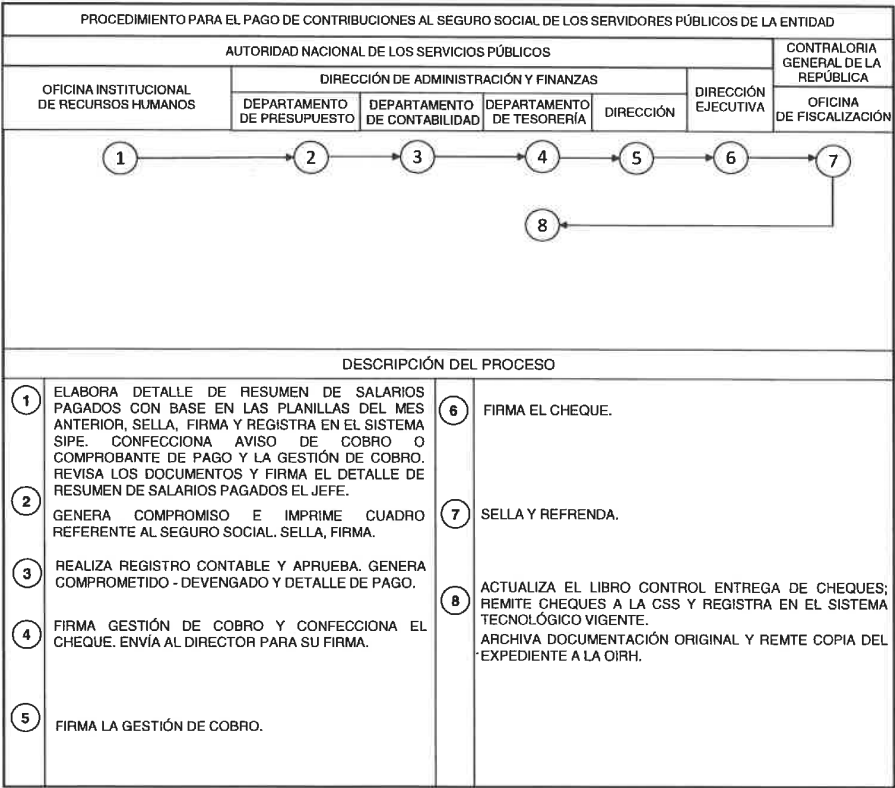 PROCEDIMIENTO PARA EL PAGO DE CONTRIBUCIONES AL SEGURO SOCIAL DE LOS SERVIDORES PÚBLICOS DE LA ENTIDAD
AUTORIDAD NACIONAL DE LOS SERVICIOS PÚBLICOS
CONTRALORIA
GENERAL DE LA
REPÚBLICA
OFICINA INSTITUCIONAL
DE RECURSOS HUMANOS
DIRECCIÓN DE ADMINISTRACIÓN Y FINANZAS
DIRECCIÓN
EJECUTIVA
DEPARTAMENTO
DE PRESUPUESTO
DEPARTAMENTO
DE CONTABILIDAD
DEPARTAMENTO
DE TESORERÍA
DIRECCIÓN
OFICINA
DE FISCALIZACIÓN
1
2
3
4
5
6
7
8
DESCRIPCIÓN DEL PROCESO
1
ELABORA DETALLE DE RESUMEN DE SALARIOS
PAGADOS CON BASE EN LAS PLANILLAS DEL MES
ANTERIOR, SELLA, FIRMA Y REGISTRA EN EL SISTEMA
SIPE. CONFECCIONA AVISO DE COBRO O
COMPROBANTE DE PAGO Y LA GESTIÓN DE COBRO.
REVISA LOS DOCUMENTOS Y FIRMA EL DETALLE DE
RESUMEN DE SALARIOS PAGADOS EL JEFE.
2
GENERA COMPROMISO E IMPRIME CUADRO
REFERENTE AL SEGURO SOCIAL. SELLA, FIRMA.
3
REALIZA REGISTRO CONTABLE Y APRUEBA. GENERA
COMPROMETIDO - DEVENGADO Y DETALLE DE PAGO.
4
FIRMA GESTIÓN DE COBRO Y CONFECCIONA EL
CHEQUE. ENVÍA AL DIRECTOR PARA SU FIRMA.
5
FIRMA LA GESTIÓN DE COBRO.
6
FIRMA EL CHEQUE.
7
SELLA Y REFRENDA.
8
ACTUALIZA EL LIBRO CONTROL ENTREGA DE CHEQUES;
REMITE CHEQUES A LA CSS Y REGISTRA EN EL SISTEMA
TECNOLÓGICO VIGENTE.
ARCHIVA DOCUMENTACIÓN ORIGINAL Y REMTE COPIA DEL
EXPEDIENTE A LA OIRH.